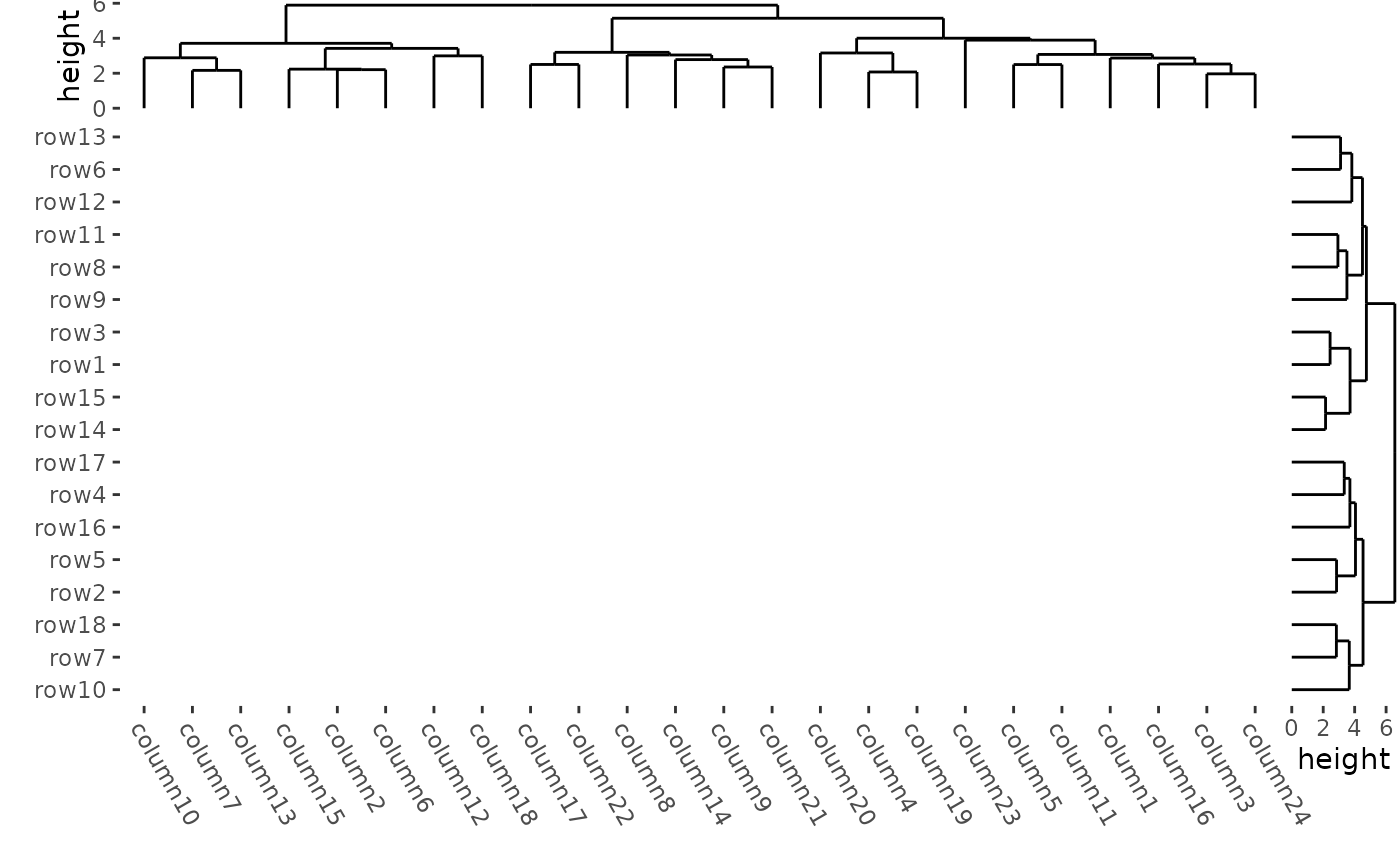 height
6
4
2
0
row13
row6
row12
row11
row8
row9
row3
row1
row15
row14
row17
row4
row16
row5
row2
row18
row7
row10
column10
column7
column13
column15
column2
column6
column12
column18
column17
column22
column8
column14
column9
column21
column20
column4
column19
column23
column5
column11
column1
column16
column3
column24
0 2 4 6
height